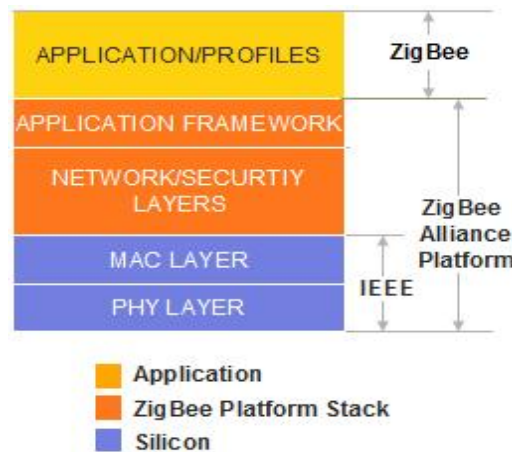 APPLICATION/PROFILES
ZigBee
APPLICATION FRAMEWORK
NETWORK/SECURTIY
LAYERS
ZigBee
Alliance
Platform
MAC LAYER
IEEE
PHY LAYER
Application
ZigBee Platform Stack
Silicon